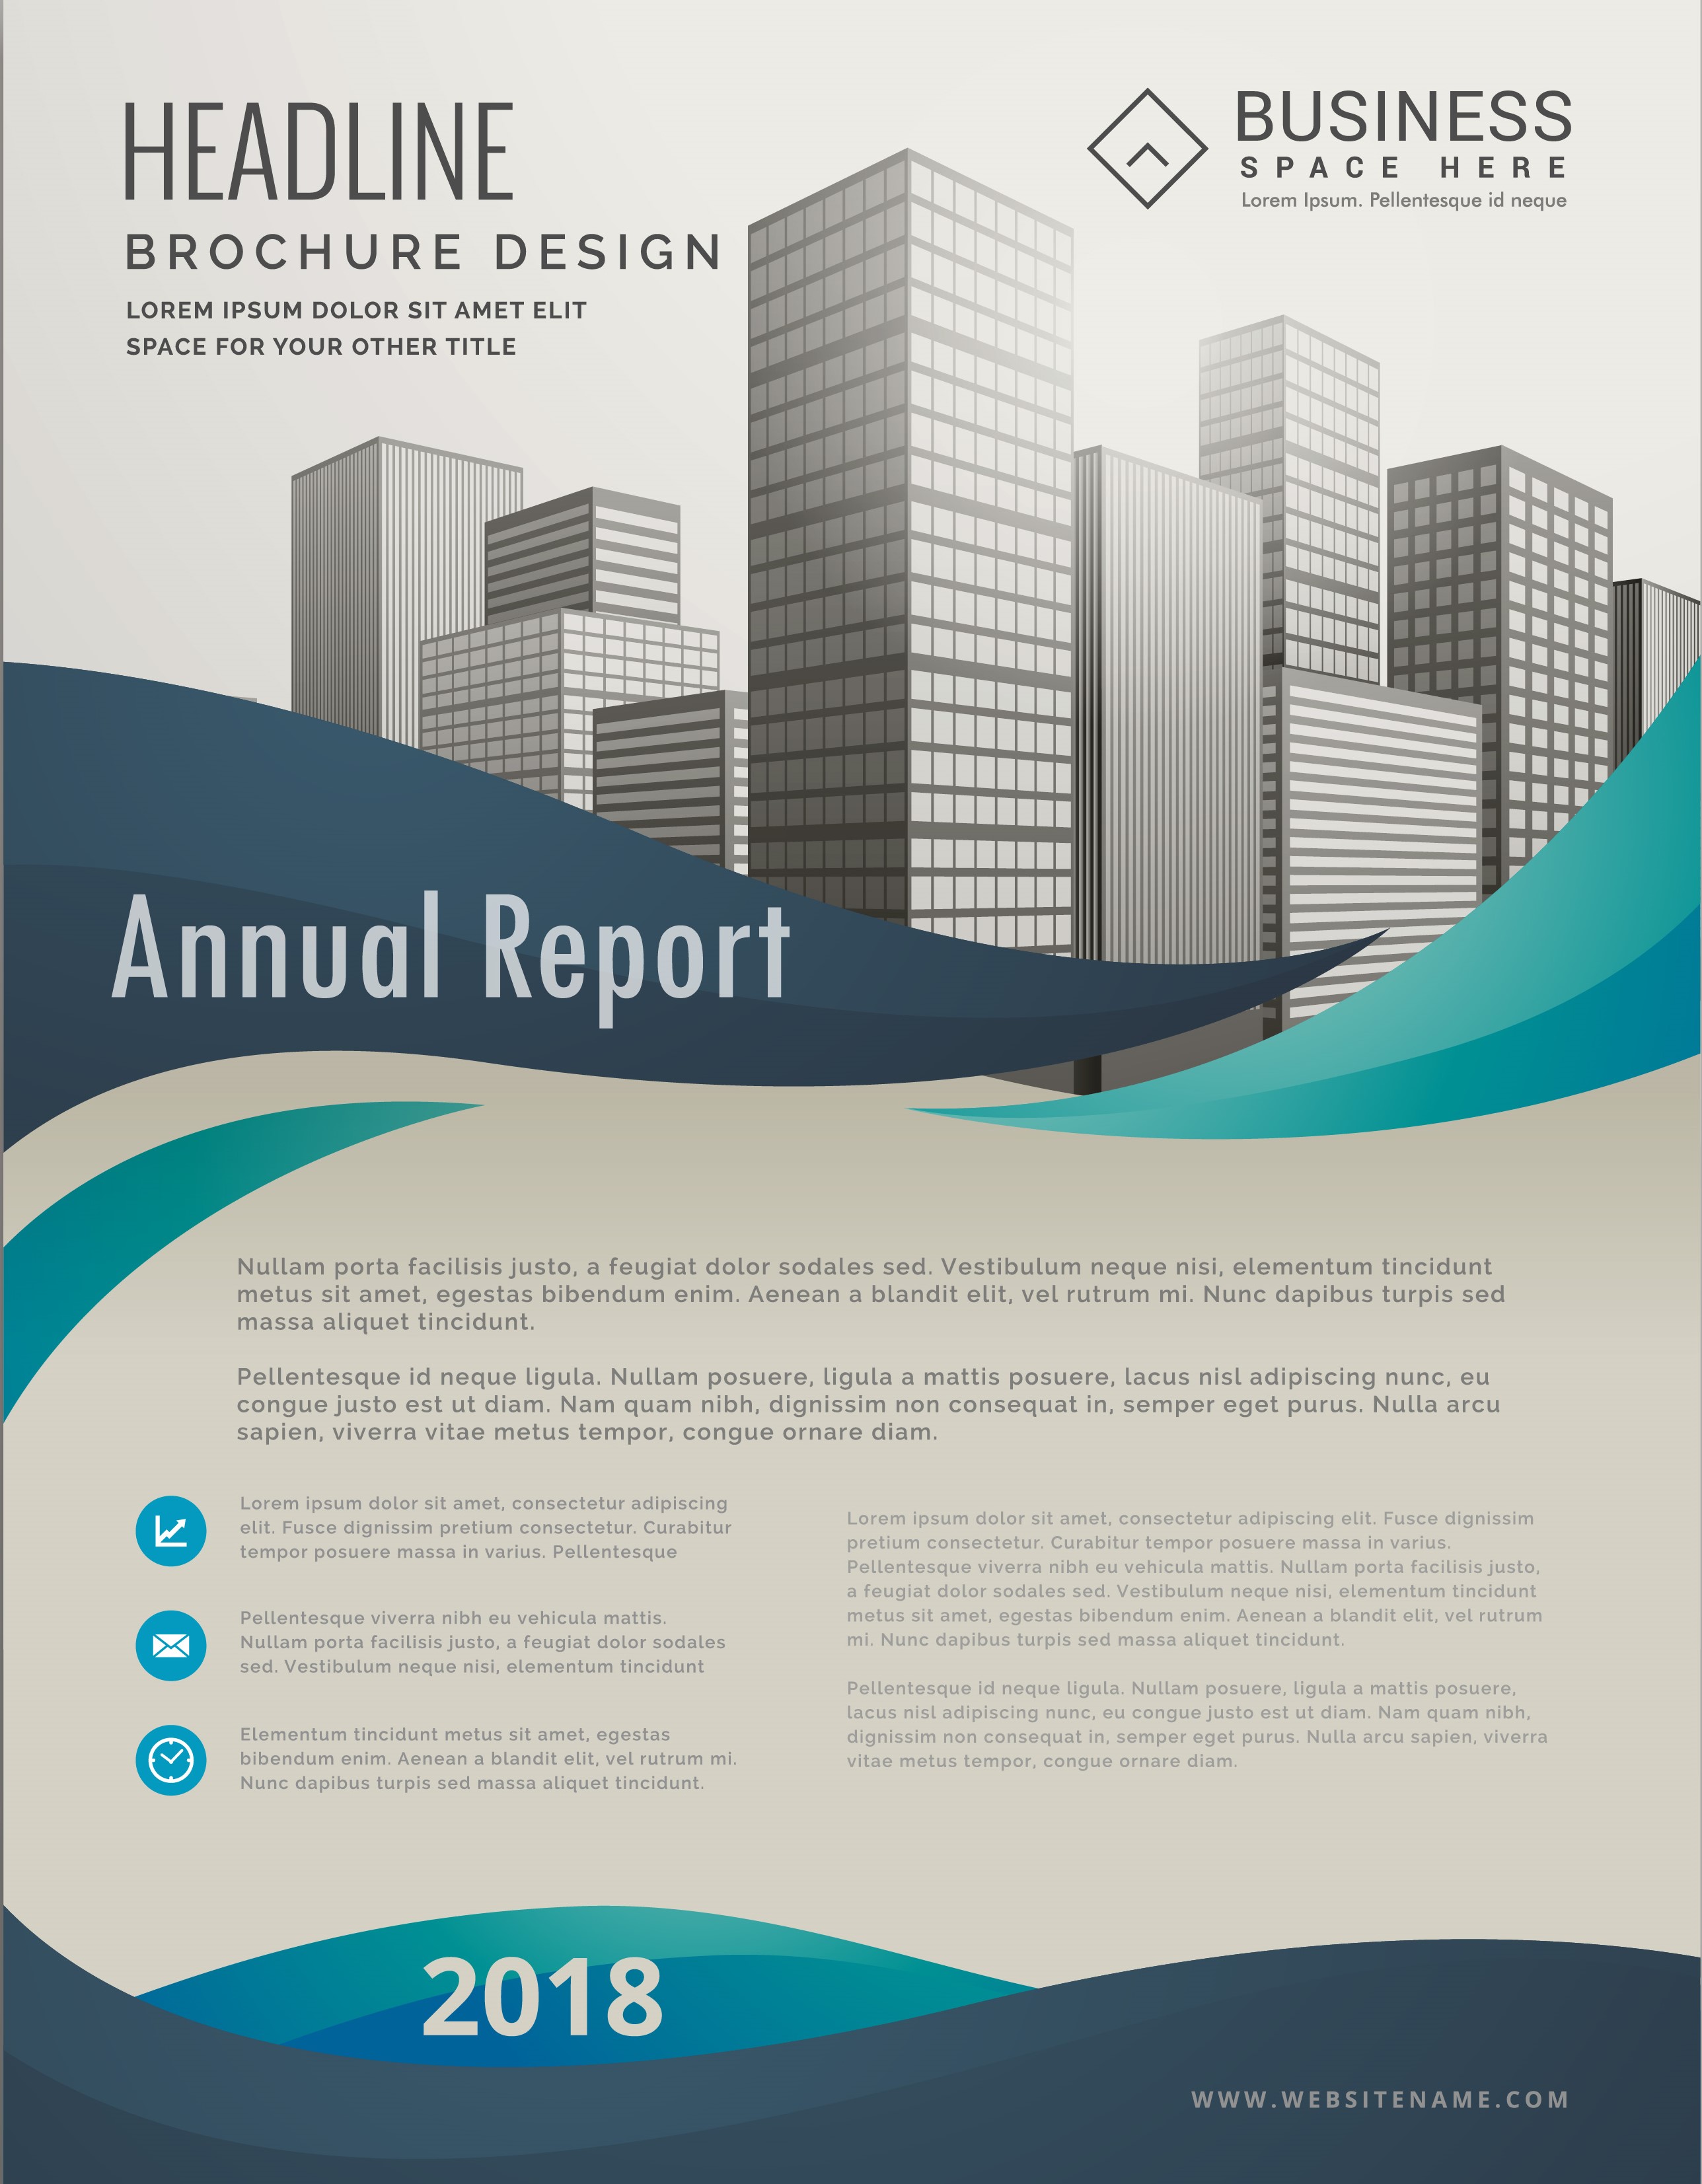 HEADLINE
BROCHURE DESIGN
LOREM IPSUM DOLOR SIT AMET ELIT
SPACE FOR YOUR OTHER TITLE
BUSINESS
SPACE HERE
Lorem Ipsum. Pellentesque id neque
Annual Report
Nullam porta facilisis justo, a feugiat dolor sodales sed. Vestibulum neque nisi, elementum tincidunt
metus sit amet, egestas bibendum enim. Aenean a blandit elit, vel rutrum mi. Nunc dapibus turpis sed
massa aliquet tincidunt.
Pellentesque id neque ligula. Nullam posuere, ligula a mattis posuere, lacus nisl adipiscing nunc, eu
congue justo est ut diam. Nam quam nibh, dignissim non consequat in, semper eget purus. Nulla arcu
sapien, viverra vitae metus tempor, congue ornare diam.
Lorem ipsum dolor sit amet, consectetur adipiscing
elit. Fusce dignissim pretium consectetur. Curabitur
tempor posuere massa in varius. Pellentesque
Pellentesque viverra nibh eu vehicula mattis.
Nullam porta facilisis justo, a feugiat dolor sodales
sed. Vestibulum neque nisi, elementum tincidunt
Elementum tincidunt metus sit amet, egestas
bibendum enim. Aenean a blandit elit, vel rutrum mi.
Nunc dapibus turpis sed massa aliquet tincidunt.
Lorem ipsum dolor sit amet, consectetur adipiscing elit. Fusce dignissim
pretium consectetur. Curabitur tempor posuere massa in varius.
Pellentesque viverra nibh eu vehicula mattis. Nullam porta facilisis justo,
a feugiat dolor sodales sed. Vestibulum neque nisi, elementum tincidunt
metus sit amet, egestas bibendum enim. Aenean a blandit elit, vel rutrum
mi. Nunc dapibus turpis sed massa aliquet tincidunt.
Pellentesque id neque ligula. Nullam posuere, ligula a mattis posuere,
lacus nisl adipiscing nunc, eu congue justo est ut diam. Nam quam nibh,
dignissim non consequat in, semper eget purus. Nulla arcu sapien, viverra
vitae metus tempor, congue ornare diam.
2018
WWW.WEBSITENAME.COM